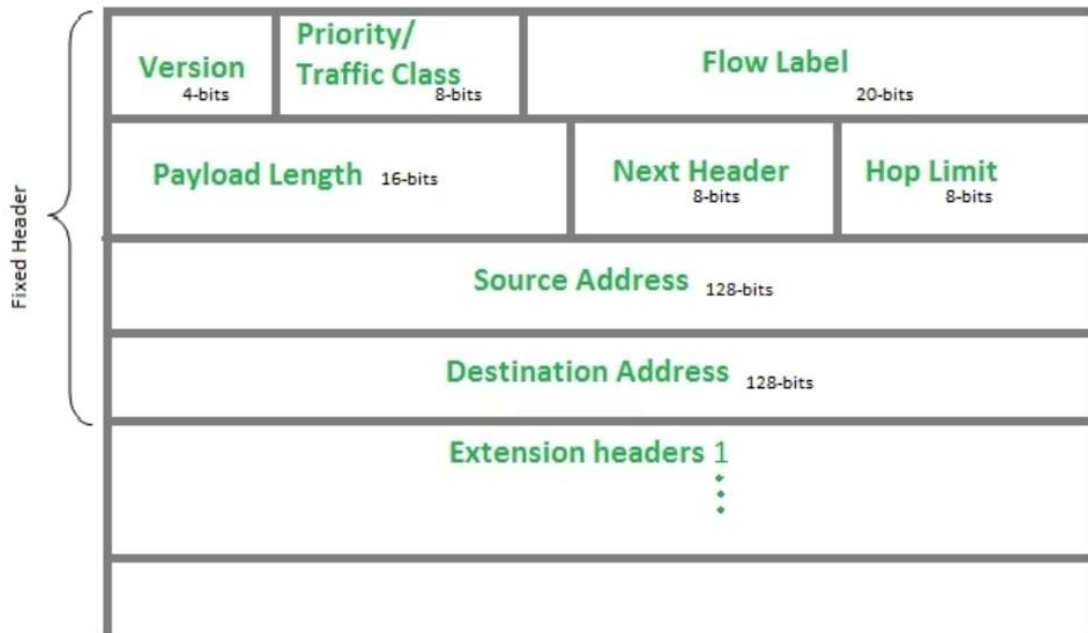 Fixed Header
Version
4-bits
Priority/
Traffic Class
8-bits
Flow Label
20-bits
Payload Length 16-bits
Next Header
8-bits
Hop Limit
8-bits
Source Address 128-bits
Destination Address 128-bits
Extension headers 1